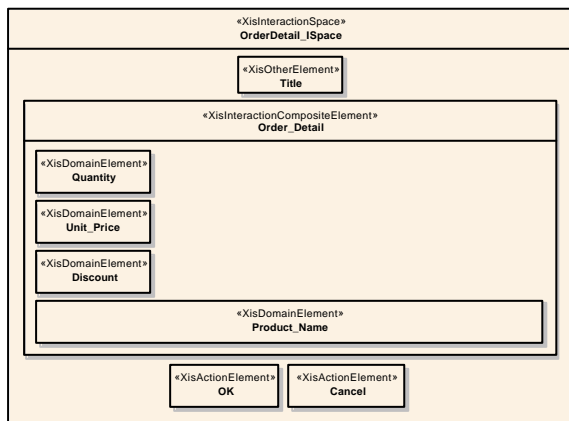 «XisInteractionSpace»
OrderDetail_ISpace
«XisOtherElement»
Title
«XisInteractionCompositeElement»
Order_Detail
«XisDomainElement»
Quantity
«XisDomainElement»
Unit_Price
«XisDomainElement»
Discount
«XisDomainElement»
Product_Name
«XisActionElement» «XisActionElement»
OK Cancel